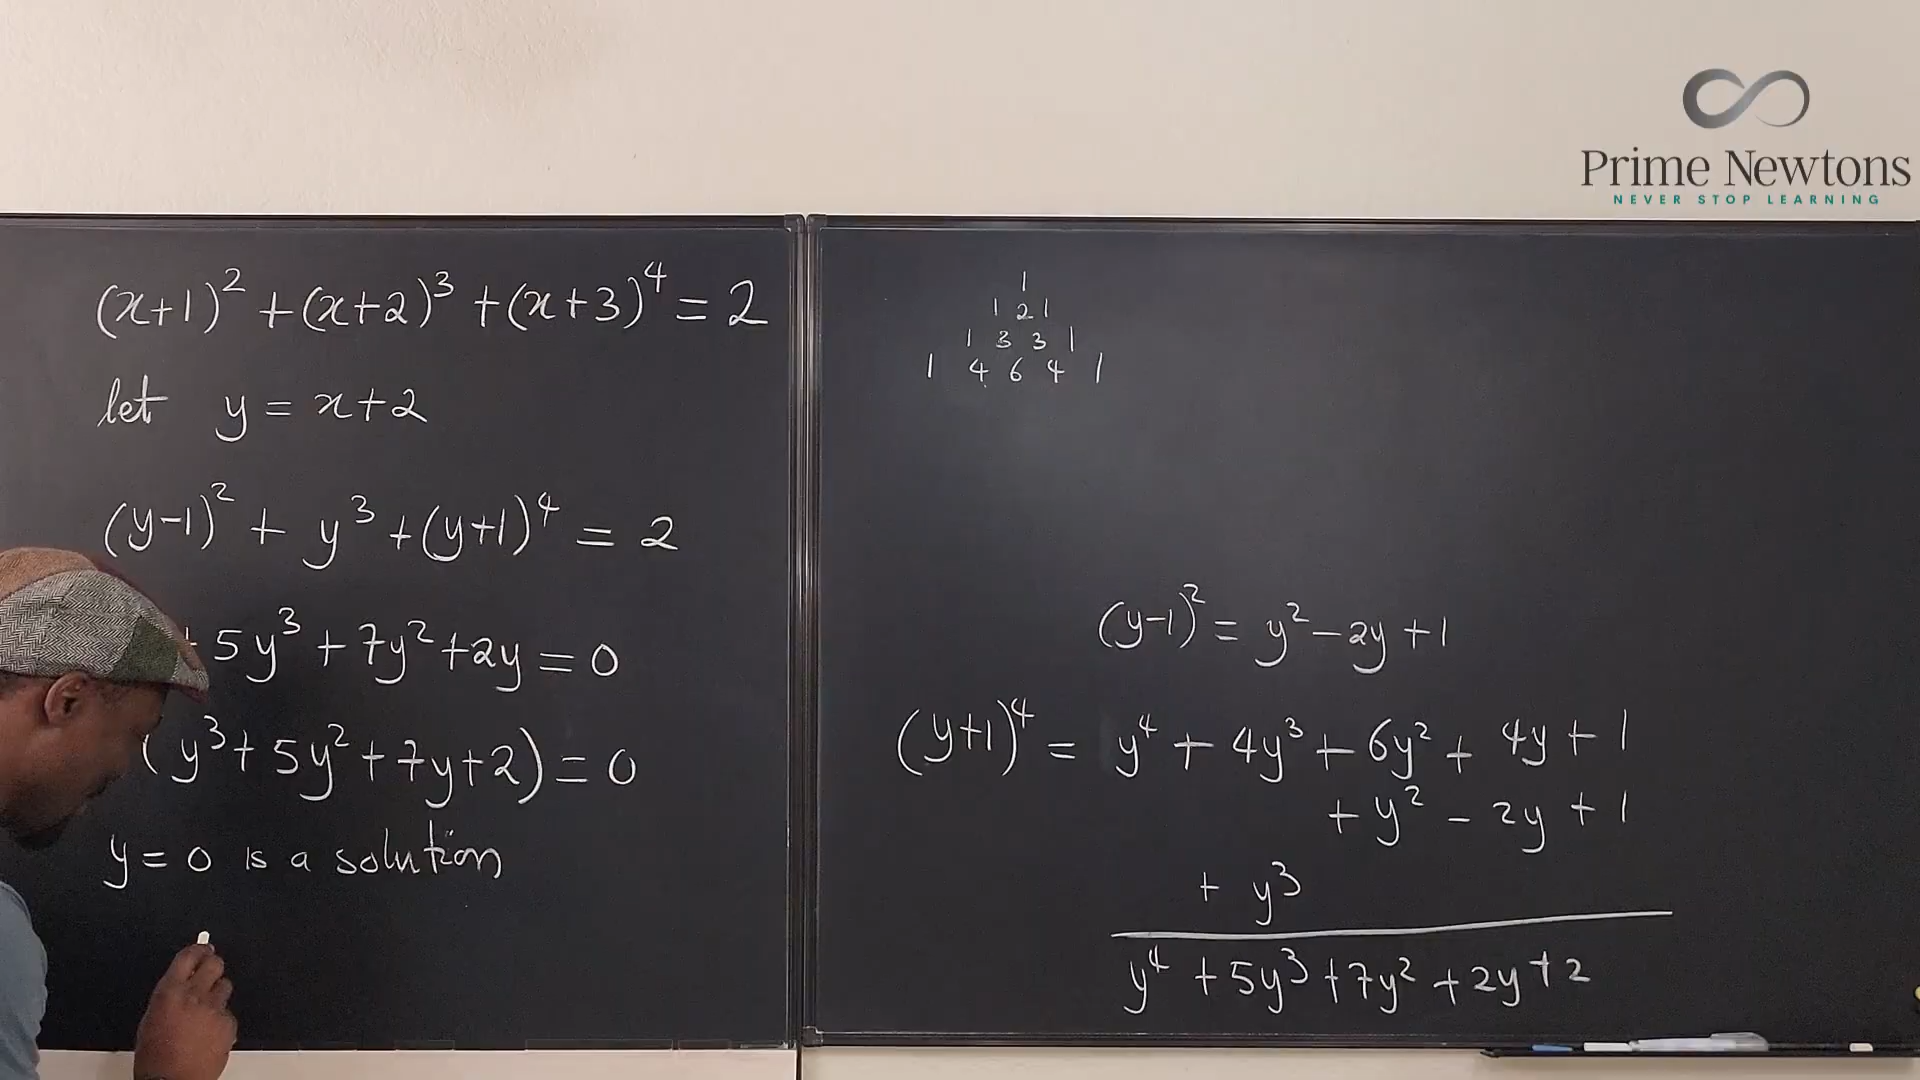 Prime Newtons
NEVER STOP LEARNING
(x+1)² + (x+2)³ + (x+3)⁴ = 2
let y = x+2
(y-1)² + y³ + (y+1)⁴ = 2
+ 5y³ + 7y² + 2y = 0
(y³ + 5y² + 7y + 2) = 0
y = 0 is a solution
1
1 2 1
1 3 3 1
1 4 6 4 1
(y-1)² = y² - 2y + 1
(y+1)⁴ = y⁴ + 4y³ + 6y² + 4y + 1
+ y² - 2y + 1
+ y³
y⁴ + 5y³ + 7y² + 2y + 2